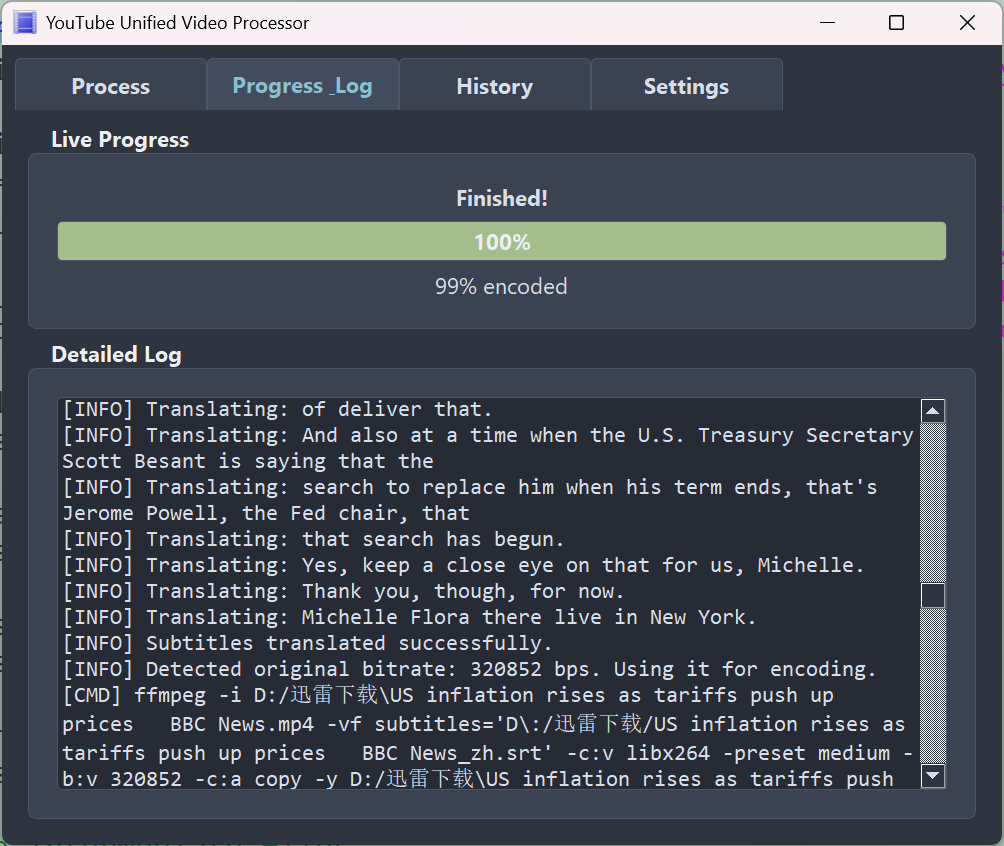 YouTube Unified Video Processor
Process
Progress _Log
History
Settings
Live Progress
Finished!
100%
99% encoded
Detailed Log
[INFO] Translating: of deliver that.
[INFO] Translating: And also at a time when the U.S. Treasury Secretary
Scott Besant is saying that the
[INFO] Translating: search to replace him when his term ends, that's
Jerome Powell, the Fed chair, that
[INFO] Translating: that search has begun.
[INFO] Translating: Yes, keep a close eye on that for us, Michelle.
[INFO] Translating: Thank you, though, for now.
[INFO] Translating: Michelle Flora there live in New York.
[INFO] Subtitles translated successfully.
[INFO] Detected original bitrate: 320852 bps. Using it for encoding.
[CMD] ffmpeg -i D:/迅雷下载\US inflation rises as tariffs push up
prices   BBC News.mp4 -vf subtitles='D\:/迅雷下载/US inflation rises as
tariffs push up prices   BBC News_zh.srt' -c:v libx264 -preset medium -
b:v 320852 -c:a copy -y D:/迅雷下载\US inflation rises as tariffs push